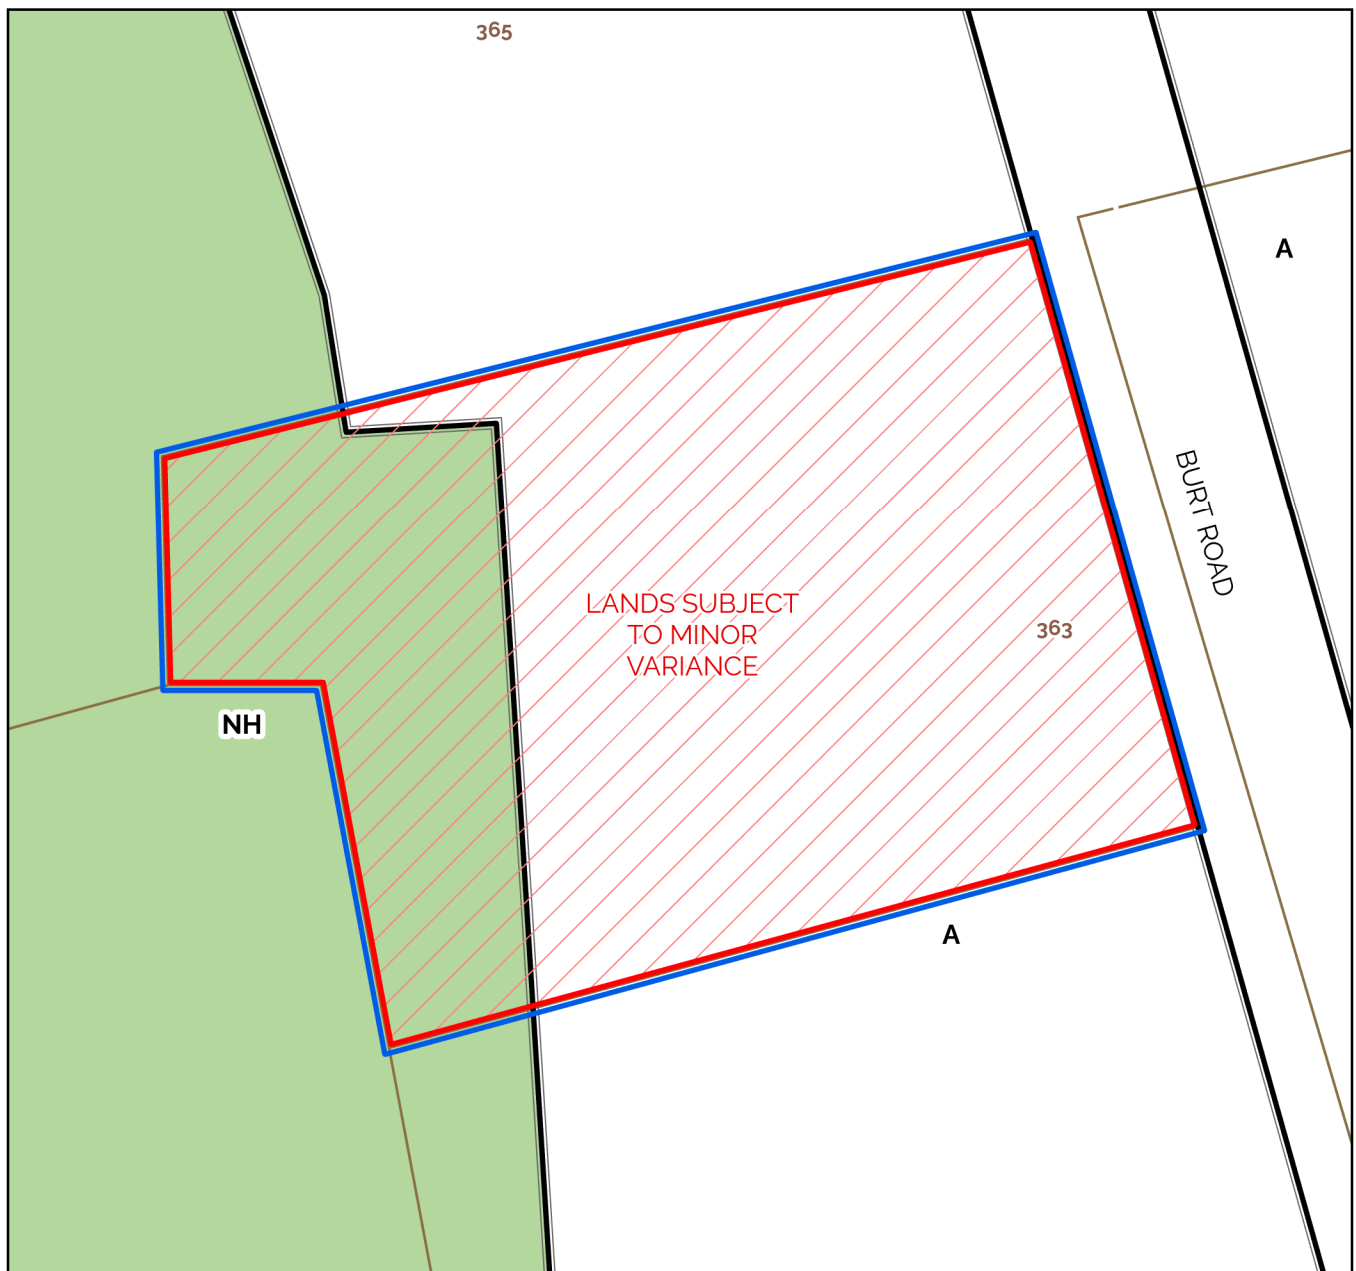 365
A
BURT ROAD
LANDS SUBJECT
TO MINOR
VARIANCE
363
NH
A